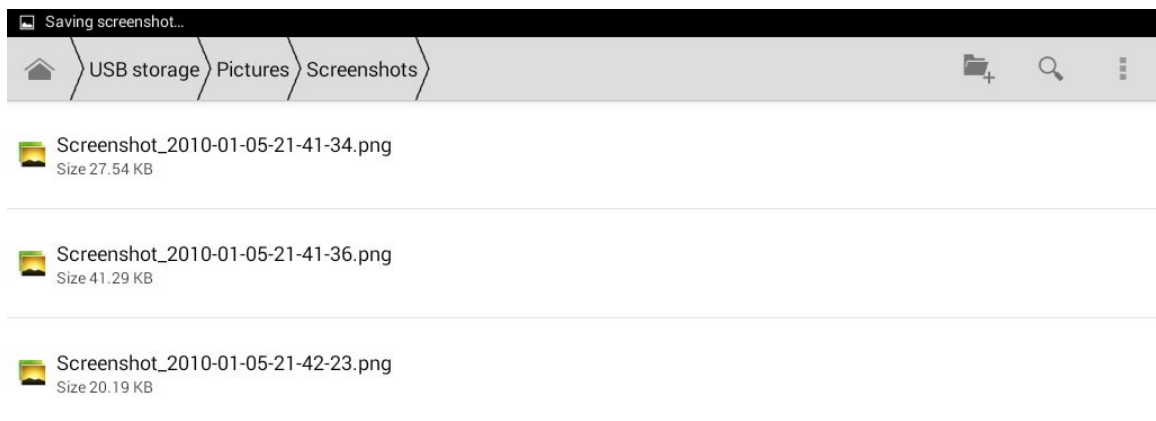 Saving screenshot...
USB storage Pictures Screenshots
Screenshot_2010-01-05-21-41-34.png
Size 27.54 KB
Screenshot_2010-01-05-21-41-36.png
Size 41.29 KB
Screenshot_2010-01-05-21-42-23.png
Size 20.19 KB